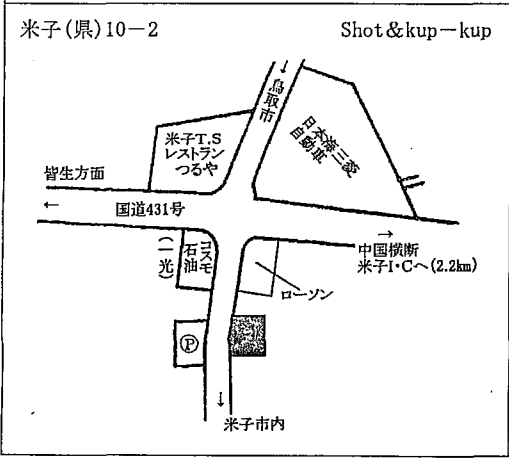 米子(県)10-2
Shot&kup-kup
↓鳥取市
日本海三菱
自動車
米子T.S
レストラン
つるや
皆生方面
←
国道431号
→
中国横断
米子I・Cへ(2.2km)
コスモ
石油
(一光)
ローソン
Ⓟ
↓
米子市内